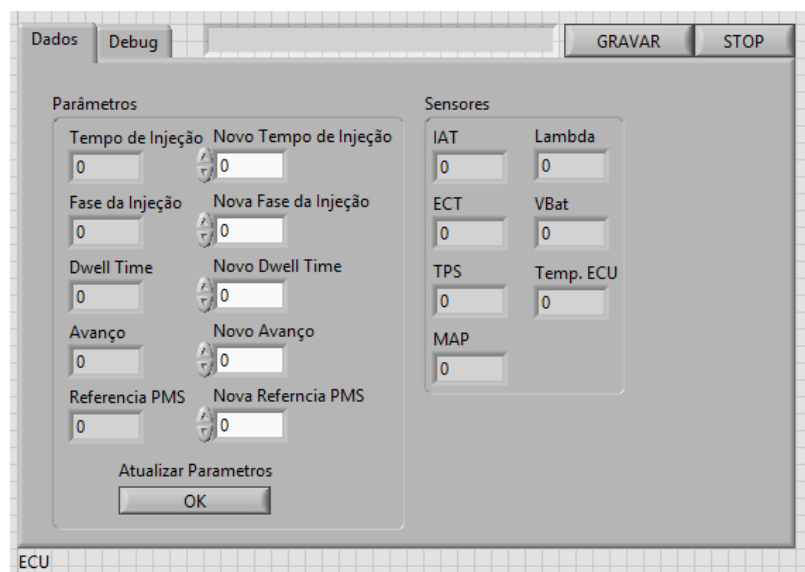 Dados Debug GRAVAR STOP
Parâmetros Sensores
Tempo de Injeção Novo Tempo de Injeção IAT Lambda
0 0 0 0
Fase da Injeção Nova Fase da Injeção ECT VBat
0 0 0 0
Dwell Time Novo Dwell Time TPS Temp. ECU
0 0 0 0
Avanço Novo Avanço MAP
0 0 0
Referencia PMS Nova Referncia PMS
0 0
Atualizar Parametros
OK
ECU